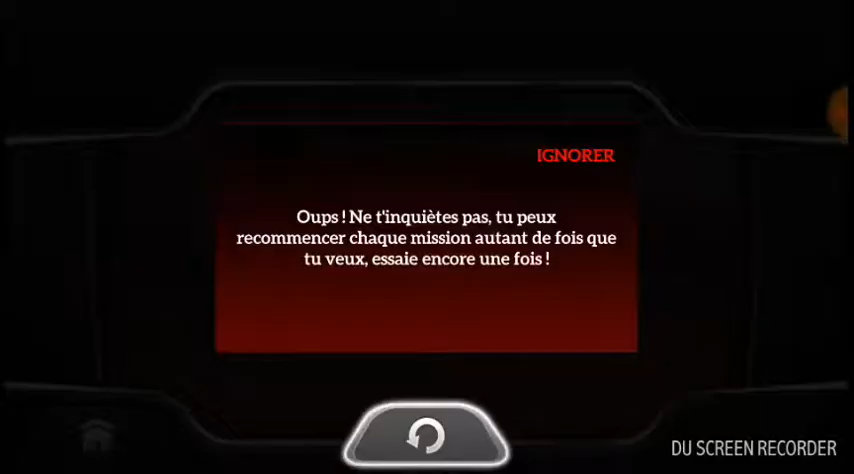 IGNORER
Oups ! Ne t'inquiètes pas, tu peux
recommencer chaque mission autant de fois que
tu veux, essaie encore une fois !
DU SCREEN RECORDER